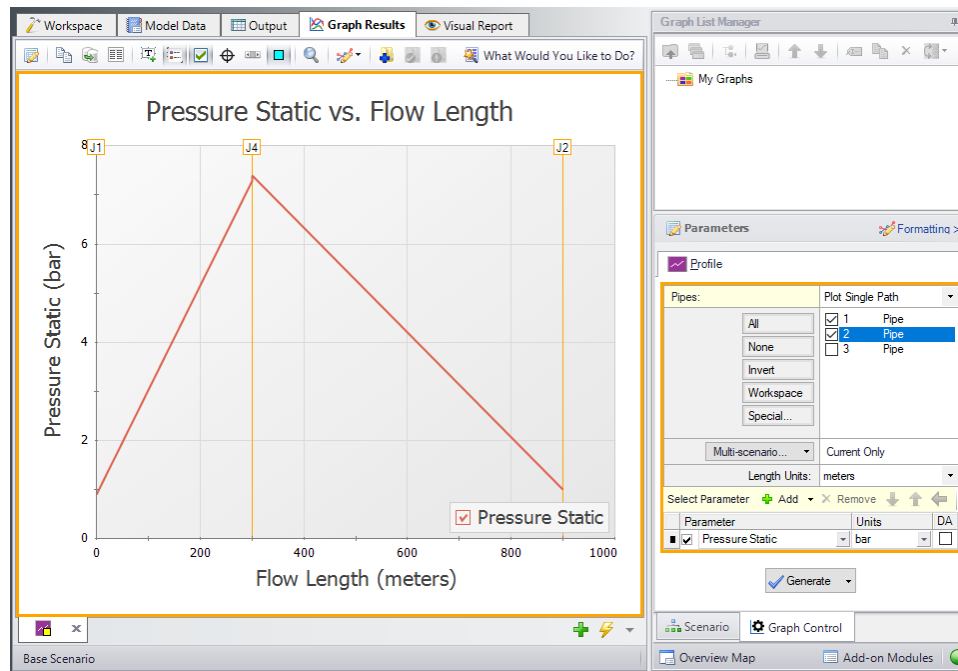 Workspace
Model Data
Output
Graph Results
Visual Report
What Would You Like to Do?
Pressure Static vs. Flow Length
J1
J4
J2
8
6
4
2
0
Pressure Static (bar)
0 200 400 600 800 1000
Flow Length (meters)
Pressure Static
Base Scenario
Graph List Manager
My Graphs
Parameters
Formatting >
Profile
Pipes:
Plot Single Path
All
None
Invert
Workspace
Special...
1 Pipe
2 Pipe
3 Pipe
Multi-scenario...
Current Only
Length Units:
meters
Select Parameter
Add
Remove
Parameter Units DA
Pressure Static bar
Generate
Scenario
Graph Control
Overview Map
Add-on Modules